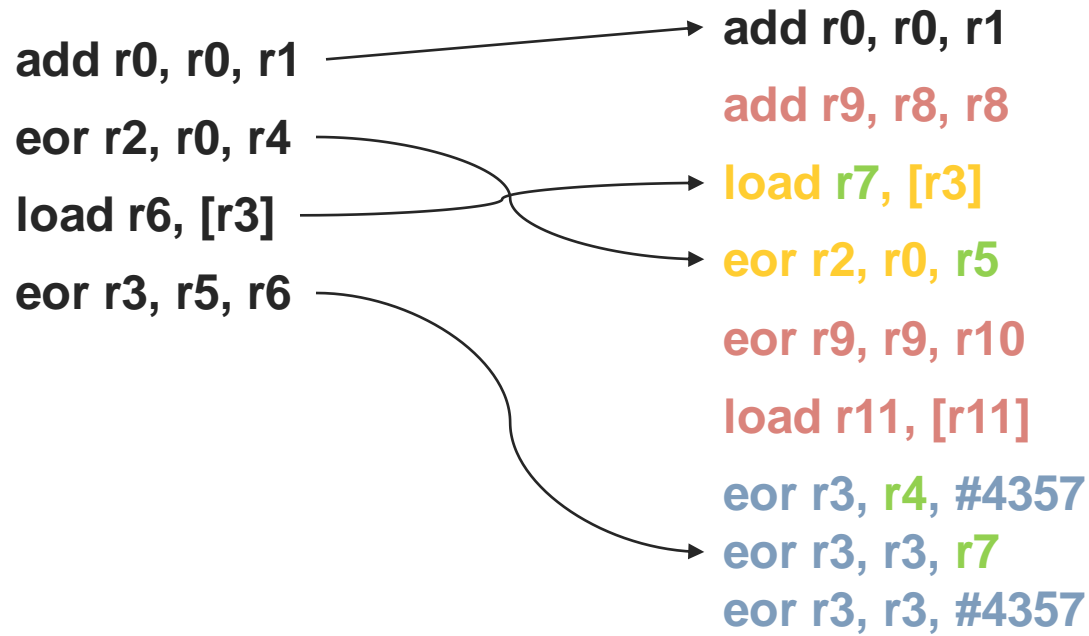 add r0, r0, r1
eor r2, r0, r4
load r6, [r3]
eor r3, r5, r6
add r0, r0, r1
add r9, r8, r8
load r7, [r3]
eor r2, r0, r5
eor r9, r9, r10
load r11, [r11]
eor r3, r4, #4357
eor r3, r3, r7
eor r3, r3, #4357